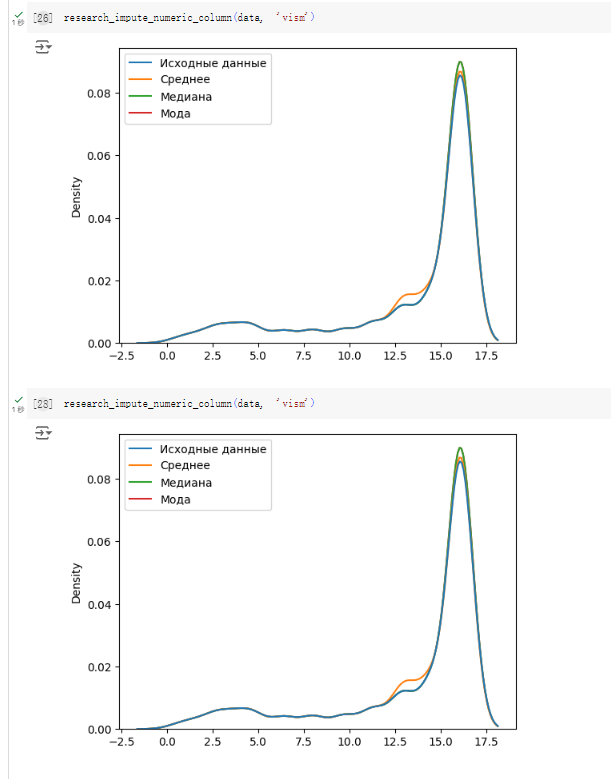 [26] research_impute_numeric_column(data, 'vism')
1秒
Исходные данные
Среднее
Медиана
Мода
Density
0.08
0.06
0.04
0.02
0.00
−2.5 0.0 2.5 5.0 7.5 10.0 12.5 15.0 17.5
[28] research_impute_numeric_column(data, 'vism')
1秒
Исходные данные
Среднее
Медиана
Мода
Density
0.08
0.06
0.04
0.02
0.00
−2.5 0.0 2.5 5.0 7.5 10.0 12.5 15.0 17.5